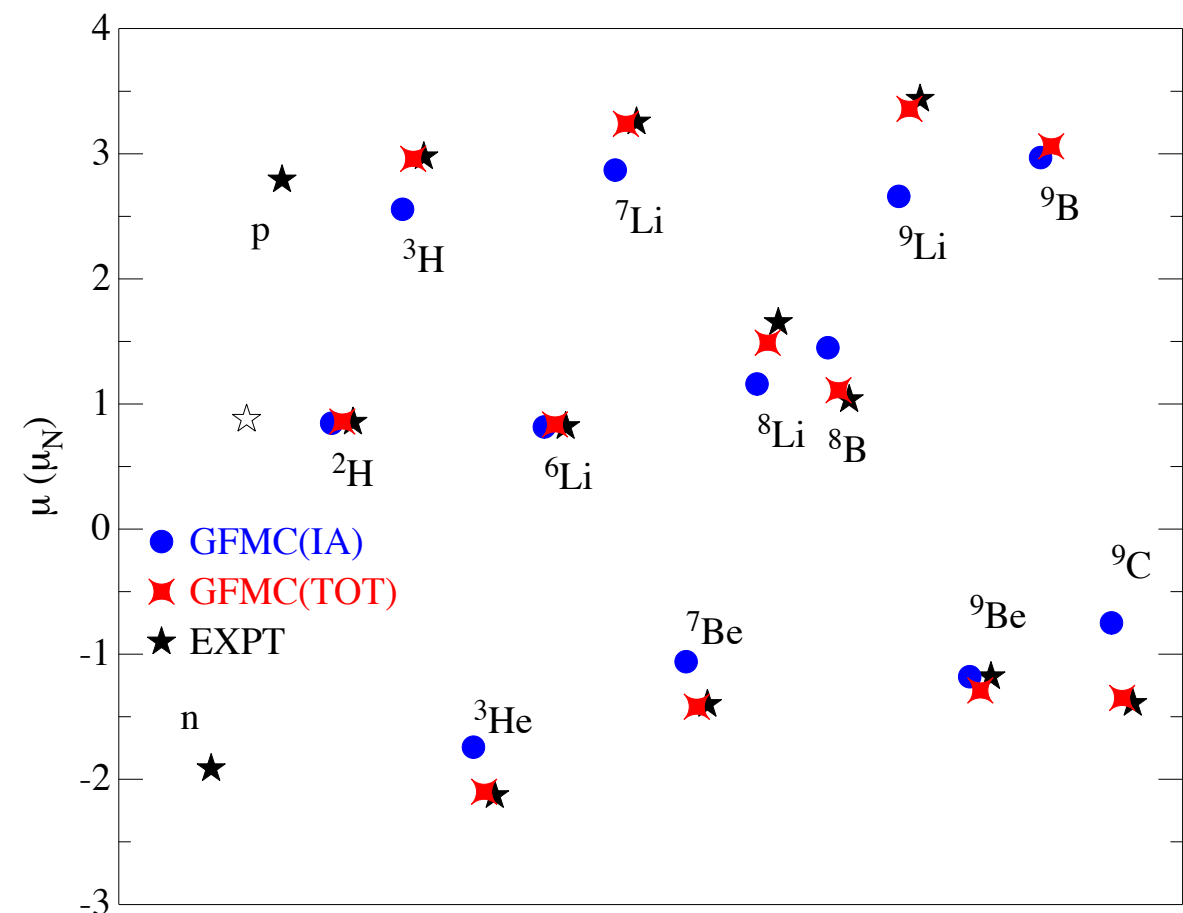 4
3
2
1
0
-1
-2
-3
μ (μ_N)
p
³H
⁷Li
⁹Li
⁹B
²H
⁶Li
⁸Li
⁸B
GFMC(IA)
GFMC(TOT)
EXPT
n
³He
⁷Be
⁹Be
⁹C